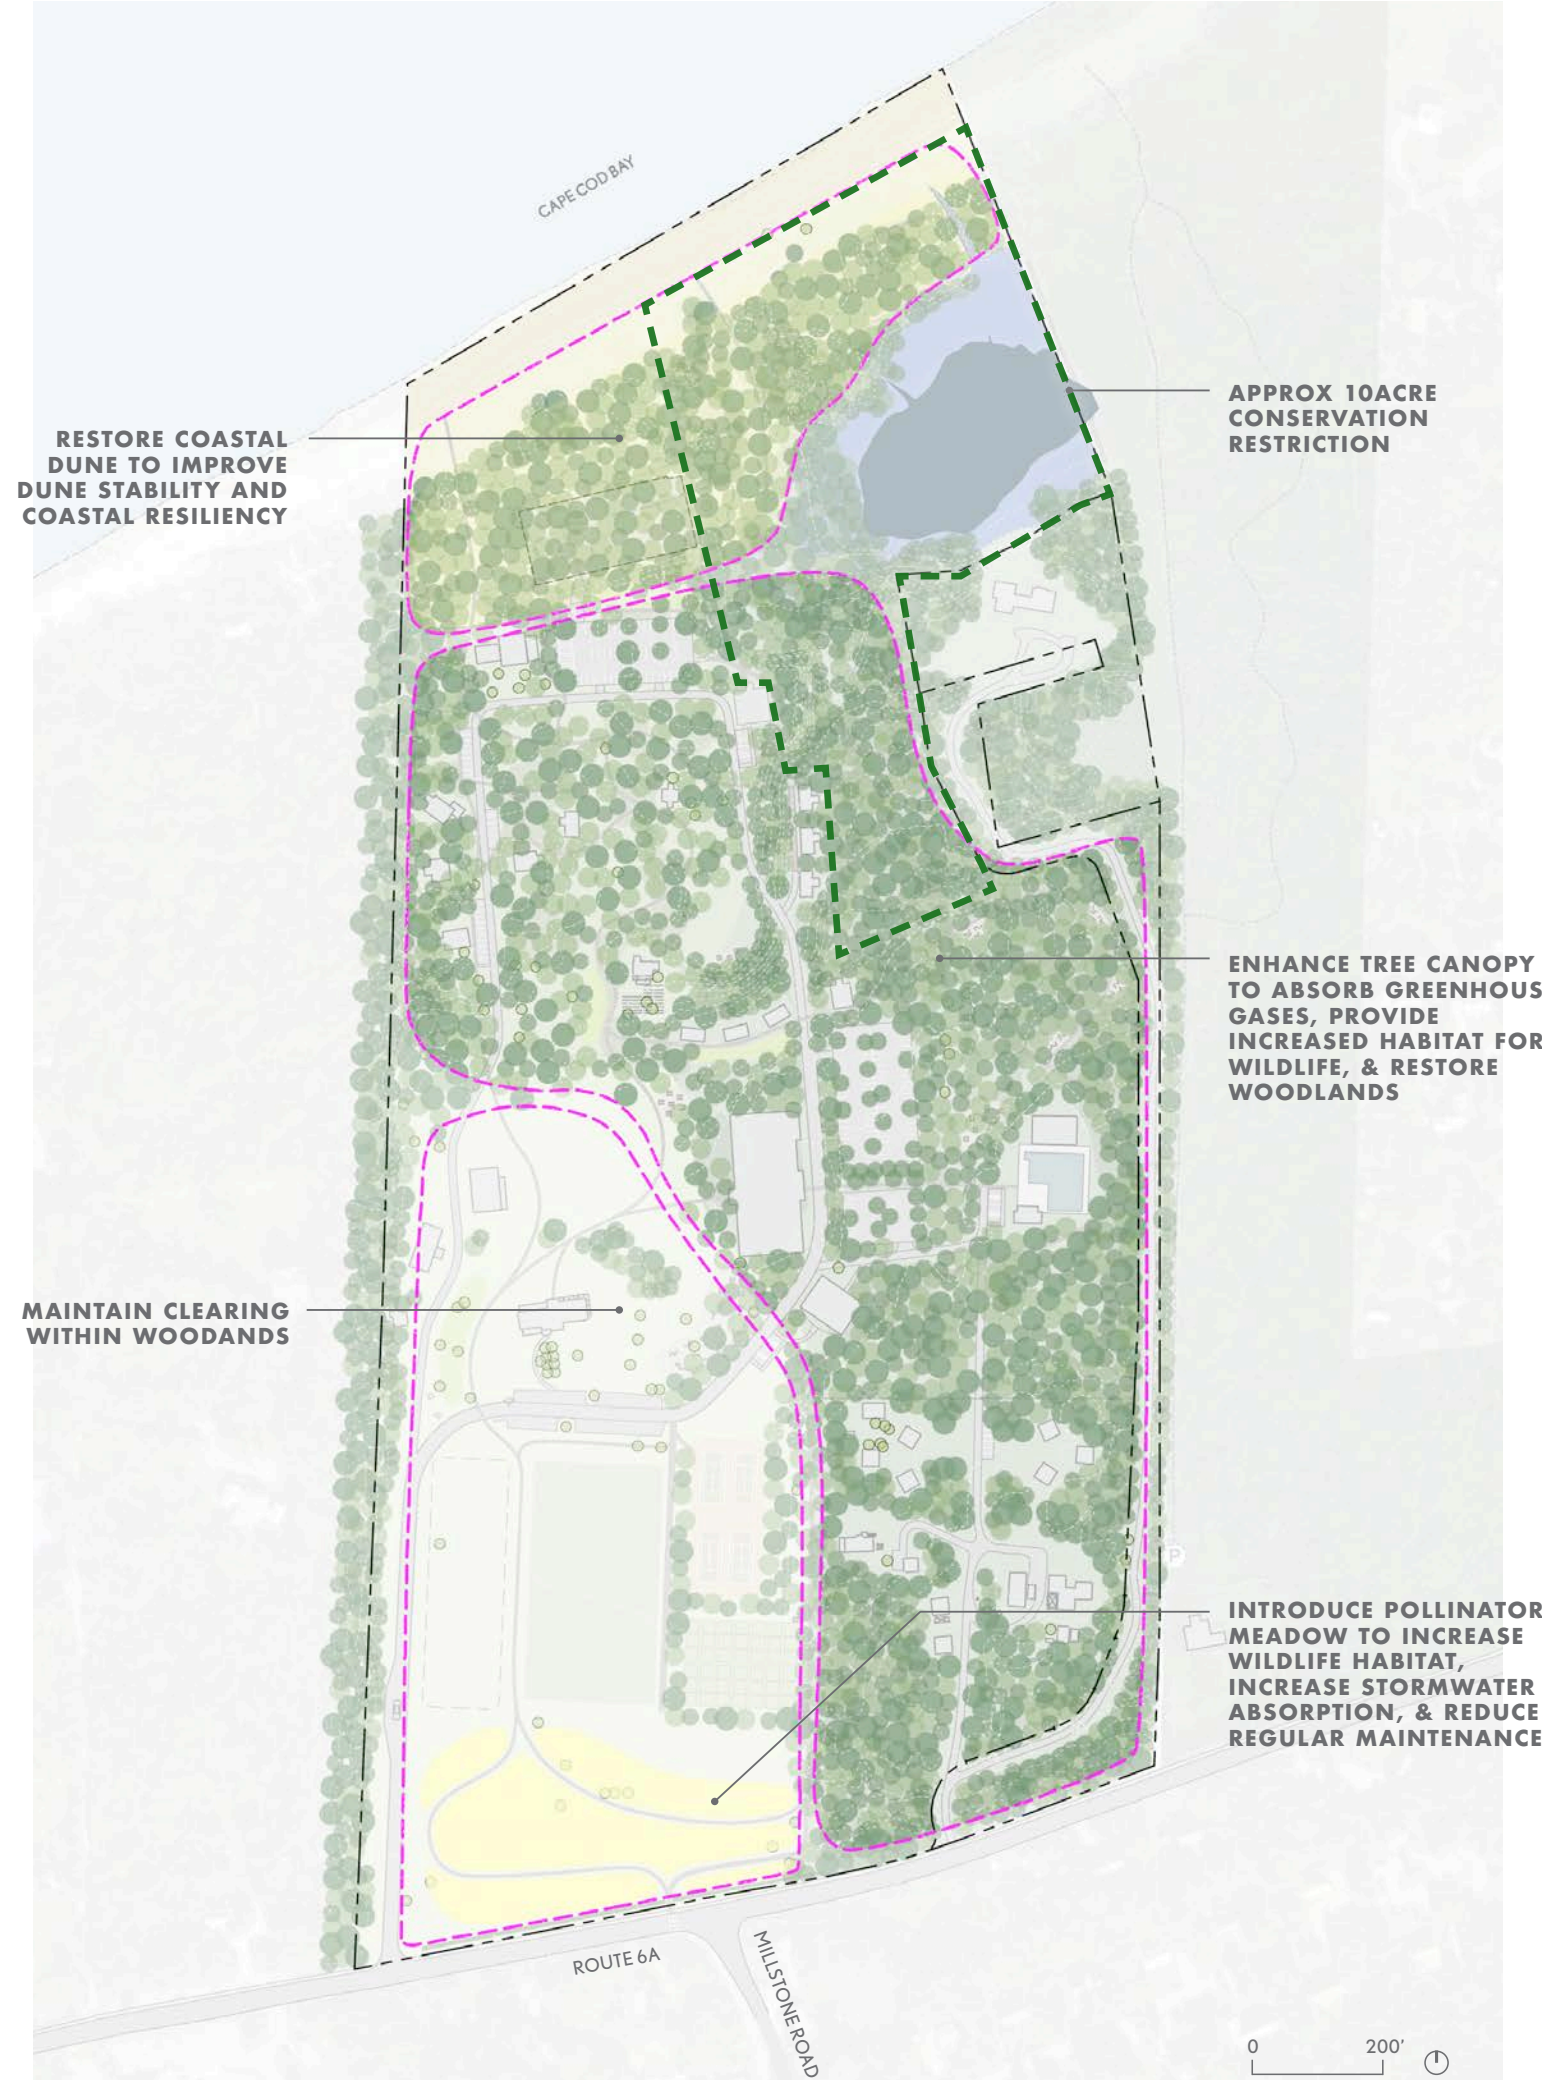 CAPE COD BAY
APPROX 10ACRE
CONSERVATION
RESTRICTION
RESTORE COASTAL
DUNE TO IMPROVE
DUNE STABILITY AND
COASTAL RESILIENCY
ENHANCE TREE CANOPY
TO ABSORB GREENHOUS
GASES, PROVIDE
INCREASED HABITAT FOR
WILDLIFE, & RESTORE
WOODLANDS
MAINTAIN CLEARING
WITHIN WOODANDS
P
INTRODUCE POLLINATOR
MEADOW TO INCREASE
WILDLIFE HABITAT,
INCREASE STORMWATER
ABSORPTION, & REDUCE
REGULAR MAINTENANCE
ROUTE 6A
MILLSTONE ROAD
0 200'